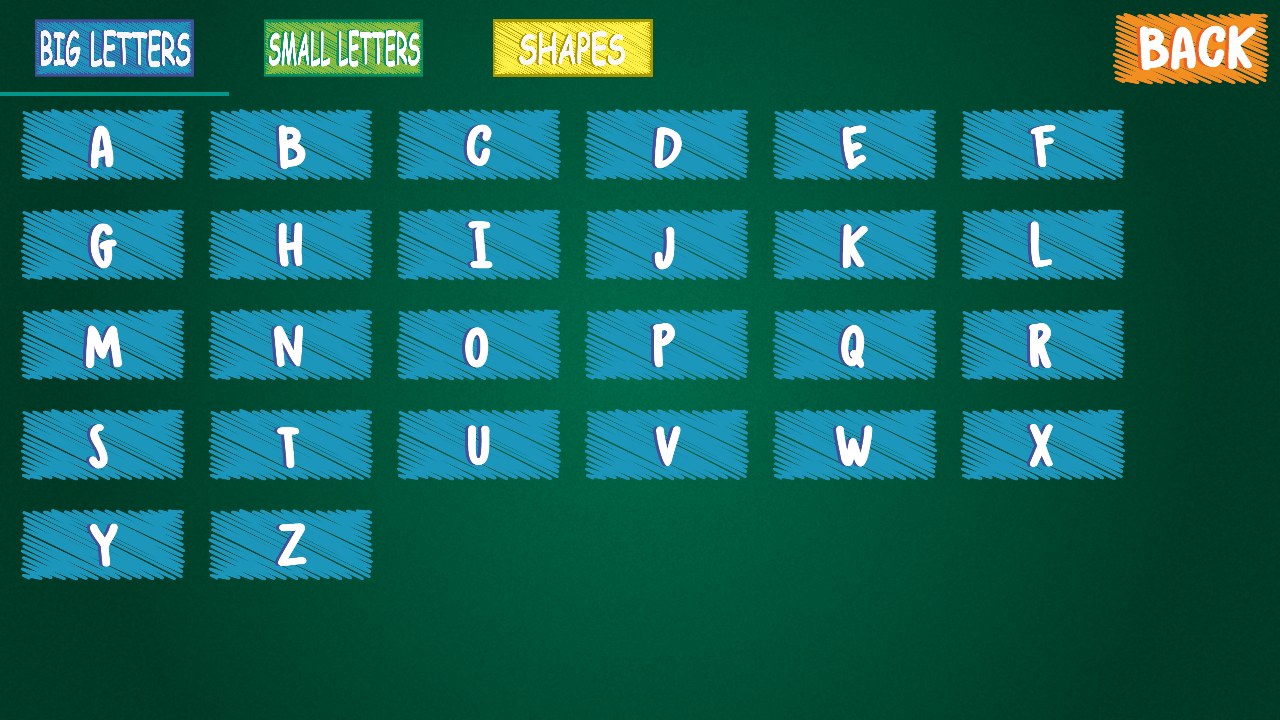 BIG LETTERS SMALL LETTERS SHAPES BACK
A B C D E F
G H I J K L
M N O P Q R
S T U V W X
Y Z